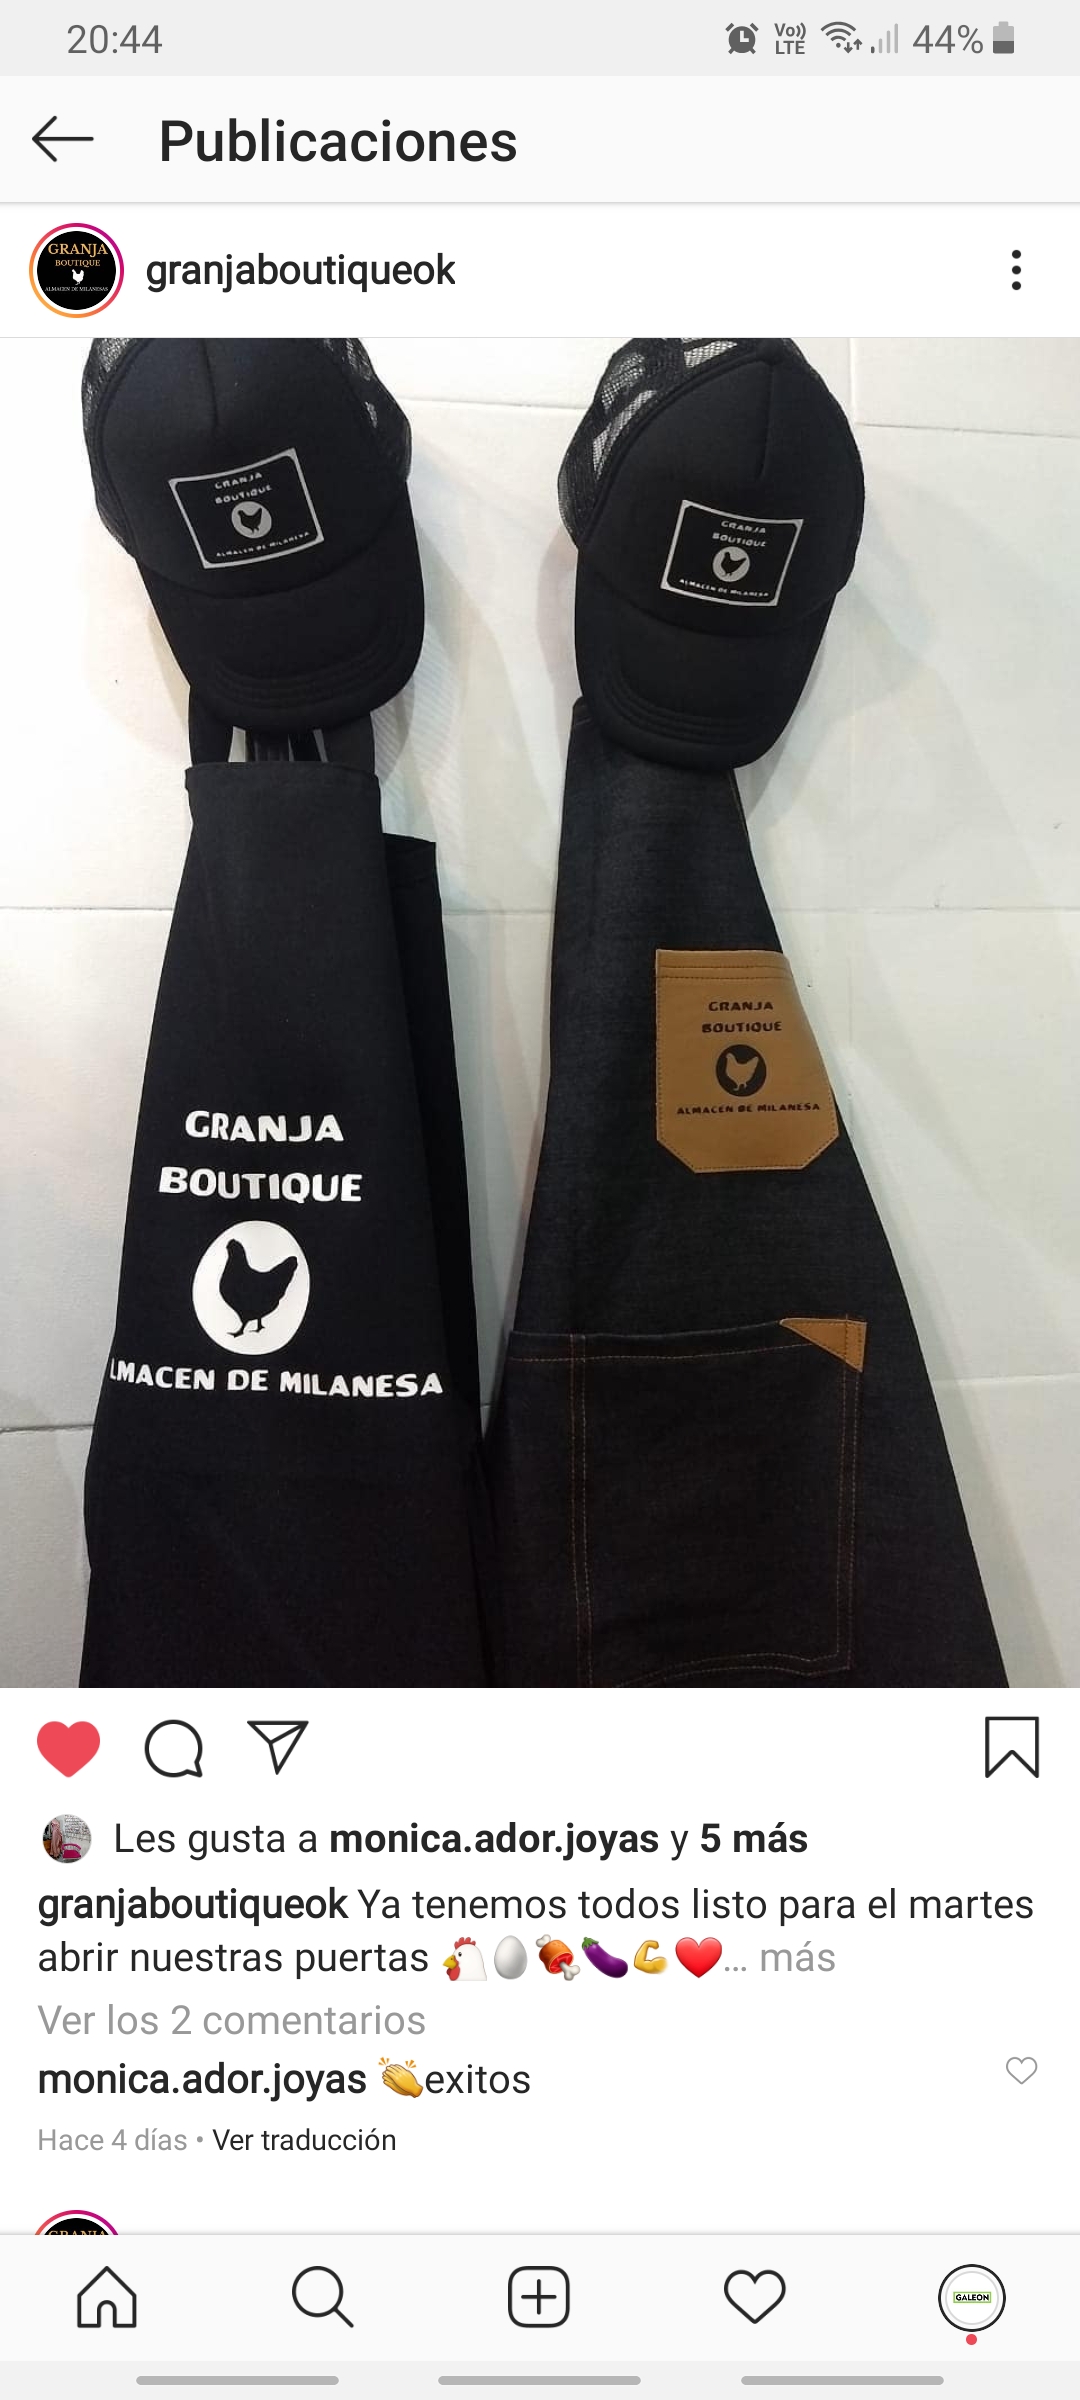 20:44
Vo)) LTE 44%
Publicaciones
GRANJA
BOUTIQUE
ALMACEN DE MILANESAS
granjaboutiqueok
GRANJA
BOUTIQUE
ALMACEN DE MILANESA
GRANJA
BOUTIQUE
ALMACEN DE MILANESA
GRANJA
BOUTIQUE
ALMACEN DE MILANESA
GRANJA
BOUTIQUE
LMACEN DE MILANESA
Les gusta a monica.ador.joyas y 5 más
granjaboutiqueok Ya tenemos todos listo para el martes
abrir nuestras puertas 🐔🥚🍖🍆💪❤️... más
Ver los 2 comentarios
monica.ador.joyas 👏exitos
Hace 4 días • Ver traducción
GRANJA
GALEON